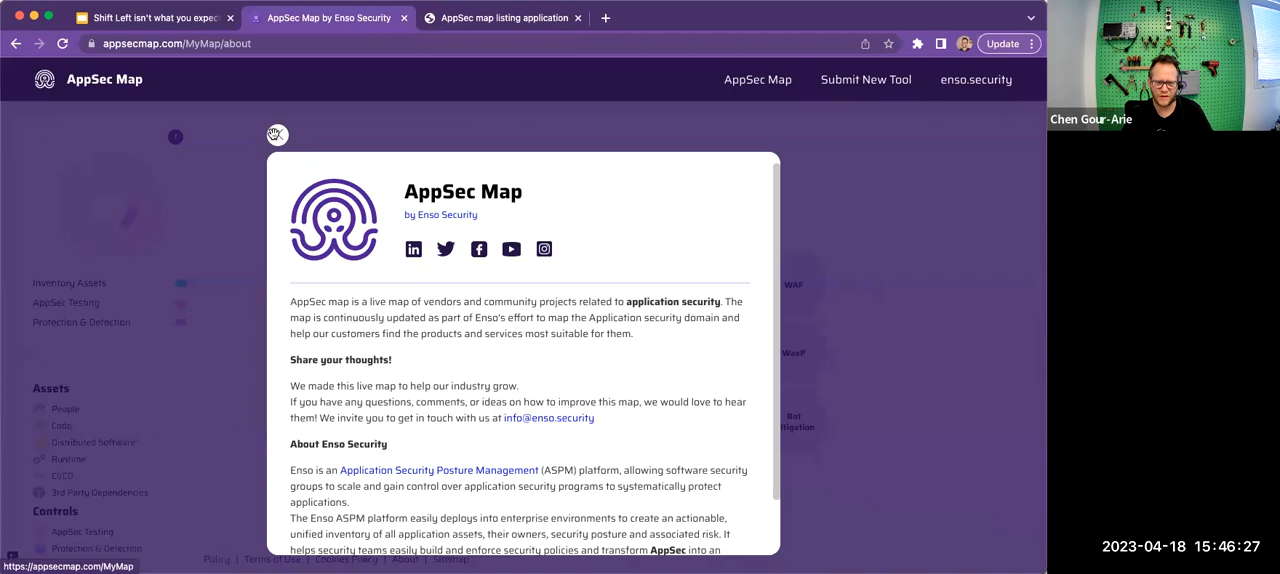 Shift Left isn't what you expec
AppSec Map by Enso Security
AppSec map listing application
appsecmap.com/MyMap/about
Update
AppSec Map
AppSec Map
Submit New Tool
enso.security
Chen Gour-Arie
AppSec Map
by Enso Security
Inventory Assets
AppSec Testing
Protection & Detection
WAF
WaaP
Bot
AppSec map is a live map of vendors and community projects related to application security. The
map is continuously updated as part of Enso's effort to map the Application security domain and
help our customers find the products and services most suitable for them.
Share your thoughts!
We made this live map to help our industry grow.
If you have any questions, comments, or ideas on how to improve this map, we would love to hear
them! We invite you to get in touch with us at info@enso.security
About Enso Security
Enso is an Application Security Posture Management (ASPM) platform, allowing software security
groups to scale and gain control over application security programs to systematically protect
applications.
The Enso ASPM platform easily deploys into enterprise environments to create an actionable,
unified inventory of all application assets, their owners, security posture and associated risk. It
helps security teams easily build and enforce security policies and transform AppSec into an
Assets
People
Code
Distributed Software
Runtime
CI/CD
3rd Party Dependencies
Controls
AppSec Testing
Protection & Detection
Policy | Terms of Use | Cookies Policy | About | Sitemap
https://appsecmap.com/MyMap
2023-04-18 15:46:27